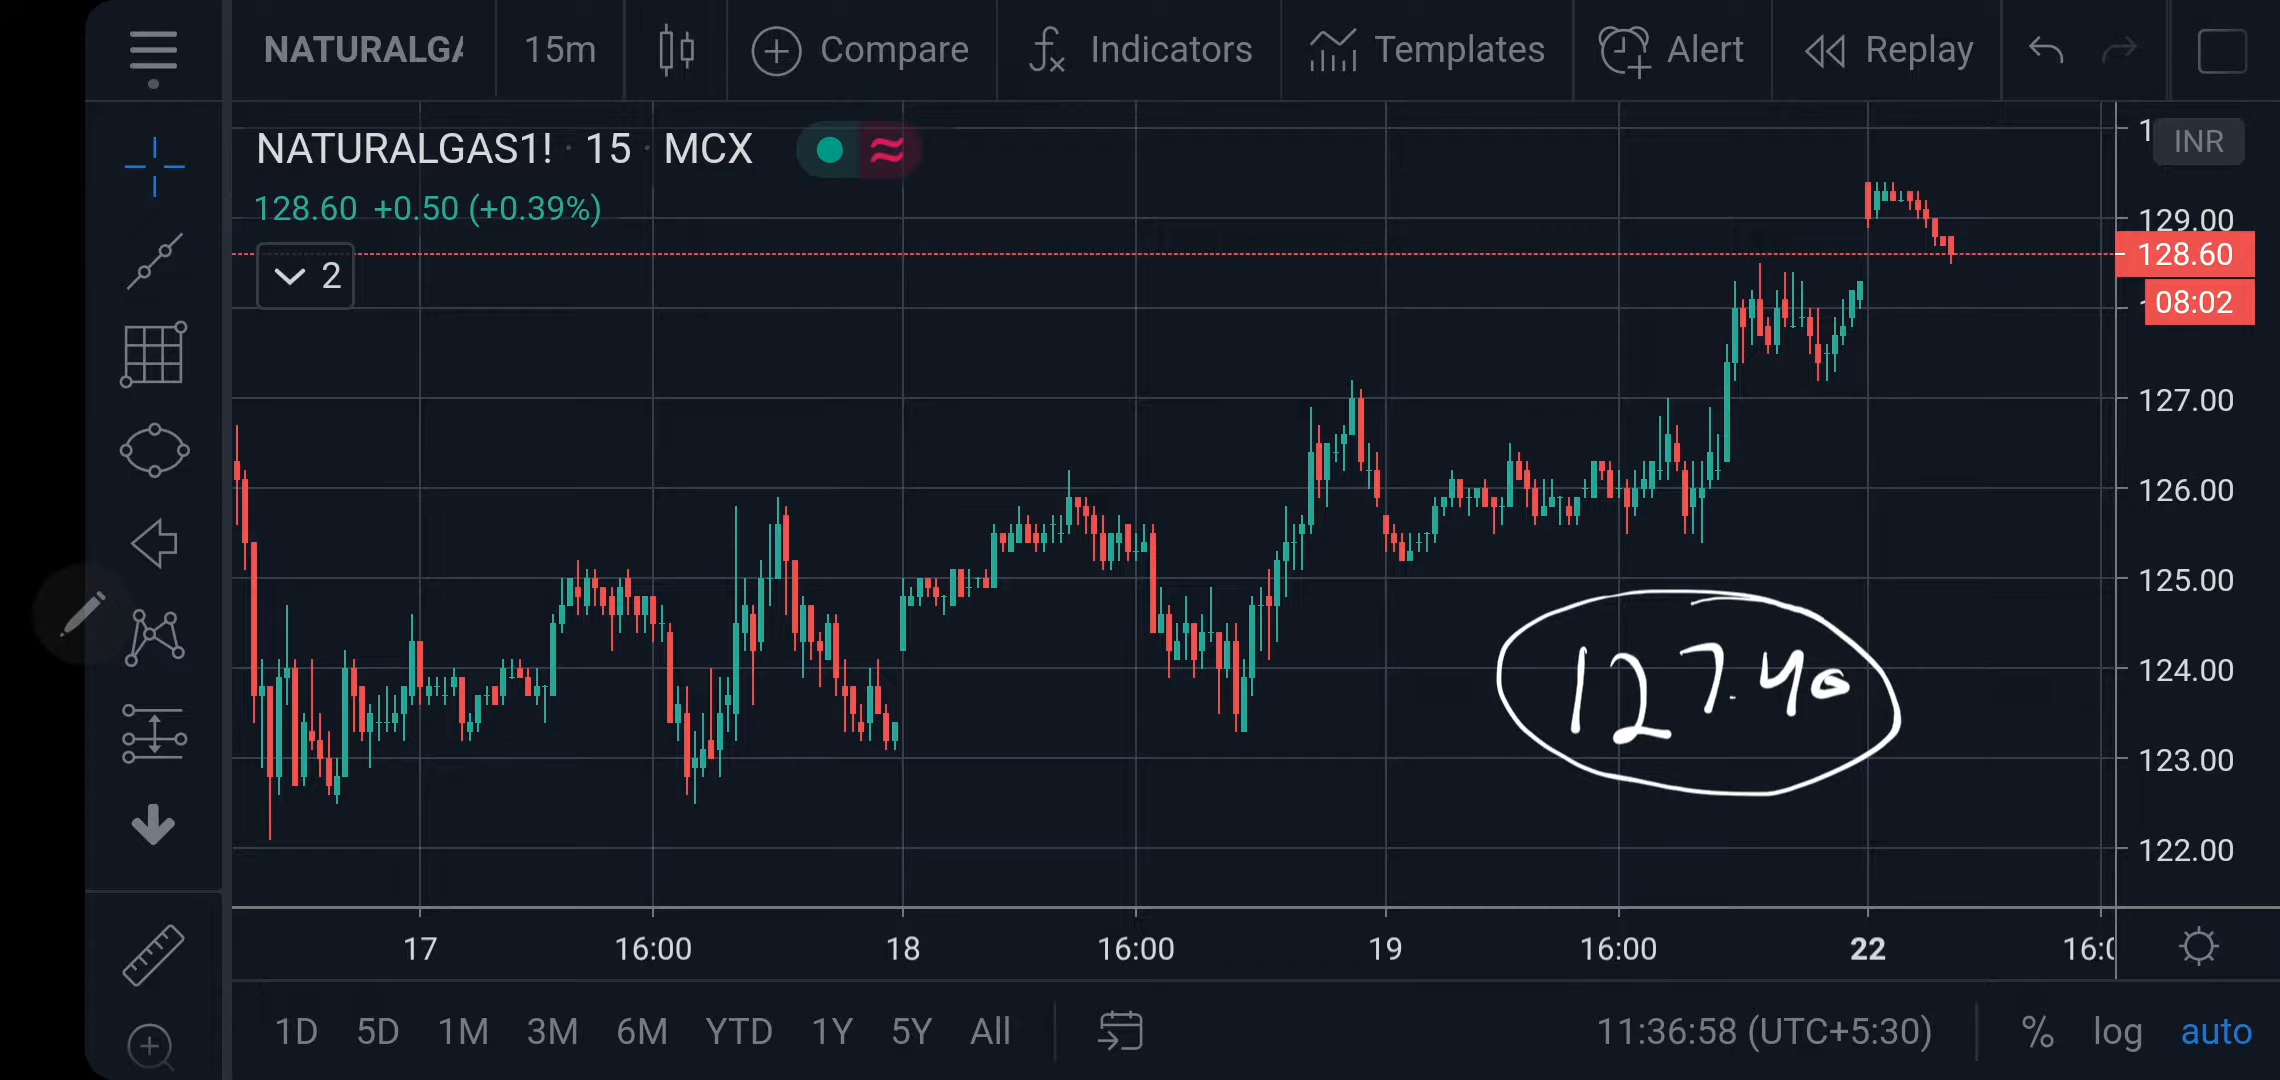 NATURALGA 15m Compare Indicators Templates Alert Replay
NATURALGAS1! · 15 · MCX
INR
128.60 +0.50 (+0.39%)
129.00
128.60
2
08:02
127.00
126.00
125.00
127.40
124.00
123.00
122.00
17 16:00 18 16:00 19 16:00 22 16:0
1D 5D 1M 3M 6M YTD 1Y 5Y All 11:36:58 (UTC+5:30) % log auto